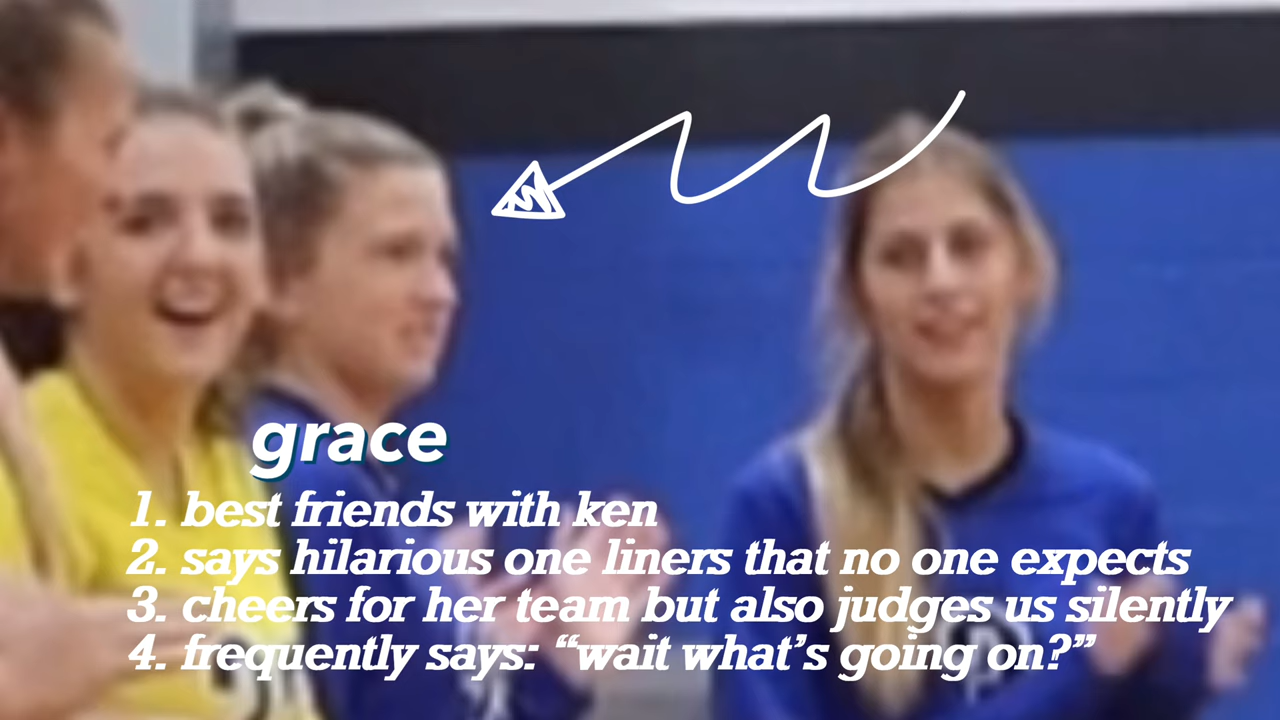 grace
1. best friends with ken
2. says hilarious one liners that no one expects
3. cheers for her team but also judges us silently
4. frequently says: “wait what’s going on?”